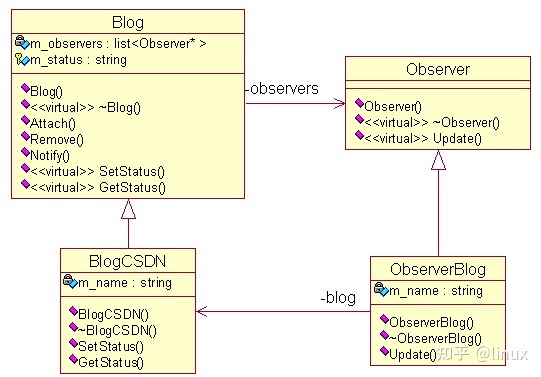 Blog
m_observers : list<Observer* >
m_status : string
Blog()
<<virtual>> ~Blog()
Attach()
Remove()
Notify()
<<virtual>> SetStatus()
<<virtual>> GetStatus()
-observers
Observer
Observer()
<<virtual>> ~Observer()
<<virtual>> Update()
BlogCSDN
m_name : string
BlogCSDN()
~BlogCSDN()
SetStatus()
GetStatus()
-blog
ObserverBlog
m_name : string
ObserverBlog()
~ObserverBlog()
Update()
知乎 @linux